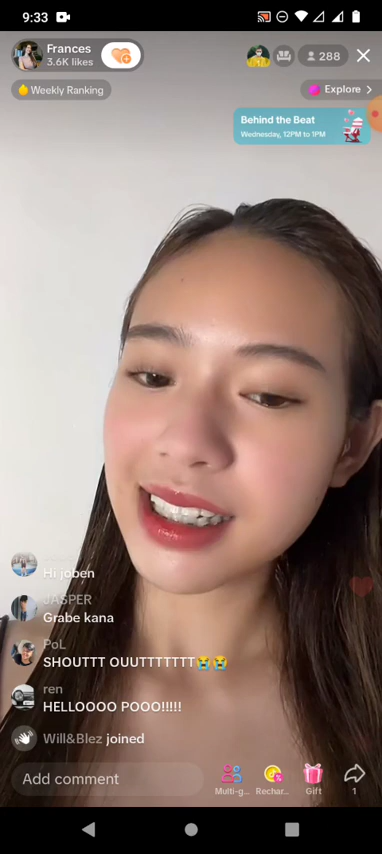 9:33
Frances
3.6K likes
288
Weekly Ranking
Explore
Behind the Beat
Wednesday, 12PM to 1PM
Hi joben
JASPER
Grabe kana
PoL
SHOUTTT OUUTTTTTTT😭😭
ren
HELLOOOO POOO!!!!!
Will&Blez joined
Add comment
Multi-g...
Rechar...
Gift
1